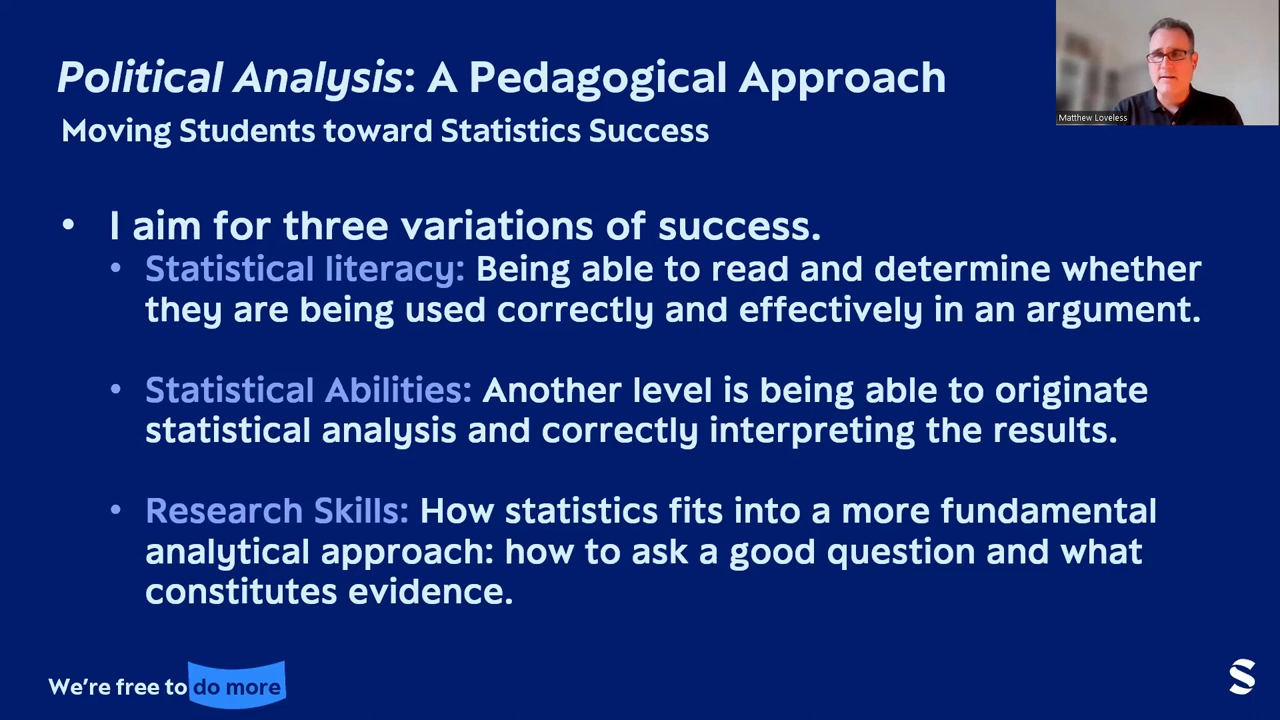 Political Analysis: A Pedagogical Approach
Moving Students toward Statistics Success
Matthew Loveless
• I aim for three variations of success.
• Statistical literacy: Being able to read and determine whether
they are being used correctly and effectively in an argument.
• Statistical Abilities: Another level is being able to originate
statistical analysis and correctly interpreting the results.
• Research Skills: How statistics fits into a more fundamental
analytical approach: how to ask a good question and what
constitutes evidence.
We're free to do more
S